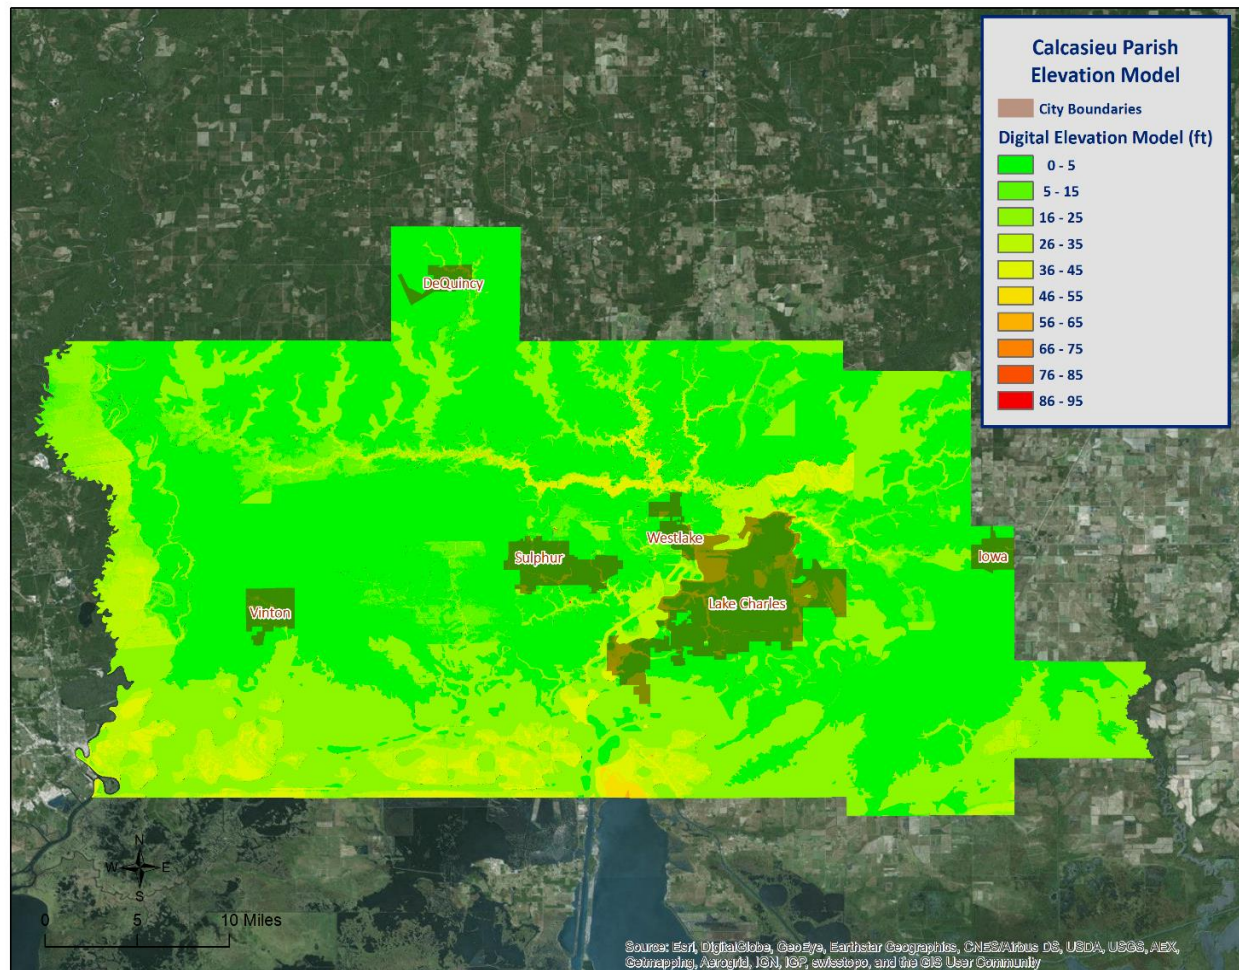 Calcasieu Parish
Elevation Model
City Boundaries
Digital Elevation Model (ft)
0 - 5
5 - 15
16 - 25
26 - 35
36 - 45
46 - 55
56 - 65
66 - 75
76 - 85
86 - 95
DeQuincy
Westlake
Sulphur
Iowa
Lake Charles
Vinton
N
W E
S
0 5 10 Miles
Source: Esri, DigitalGlobe, GeoEye, Earthstar Geographics, CNES/Airbus DS, USDA, USGS, AEX,
Getmapping, Aerogrid, IGN, IGP, swisstopo, and the GIS User Community